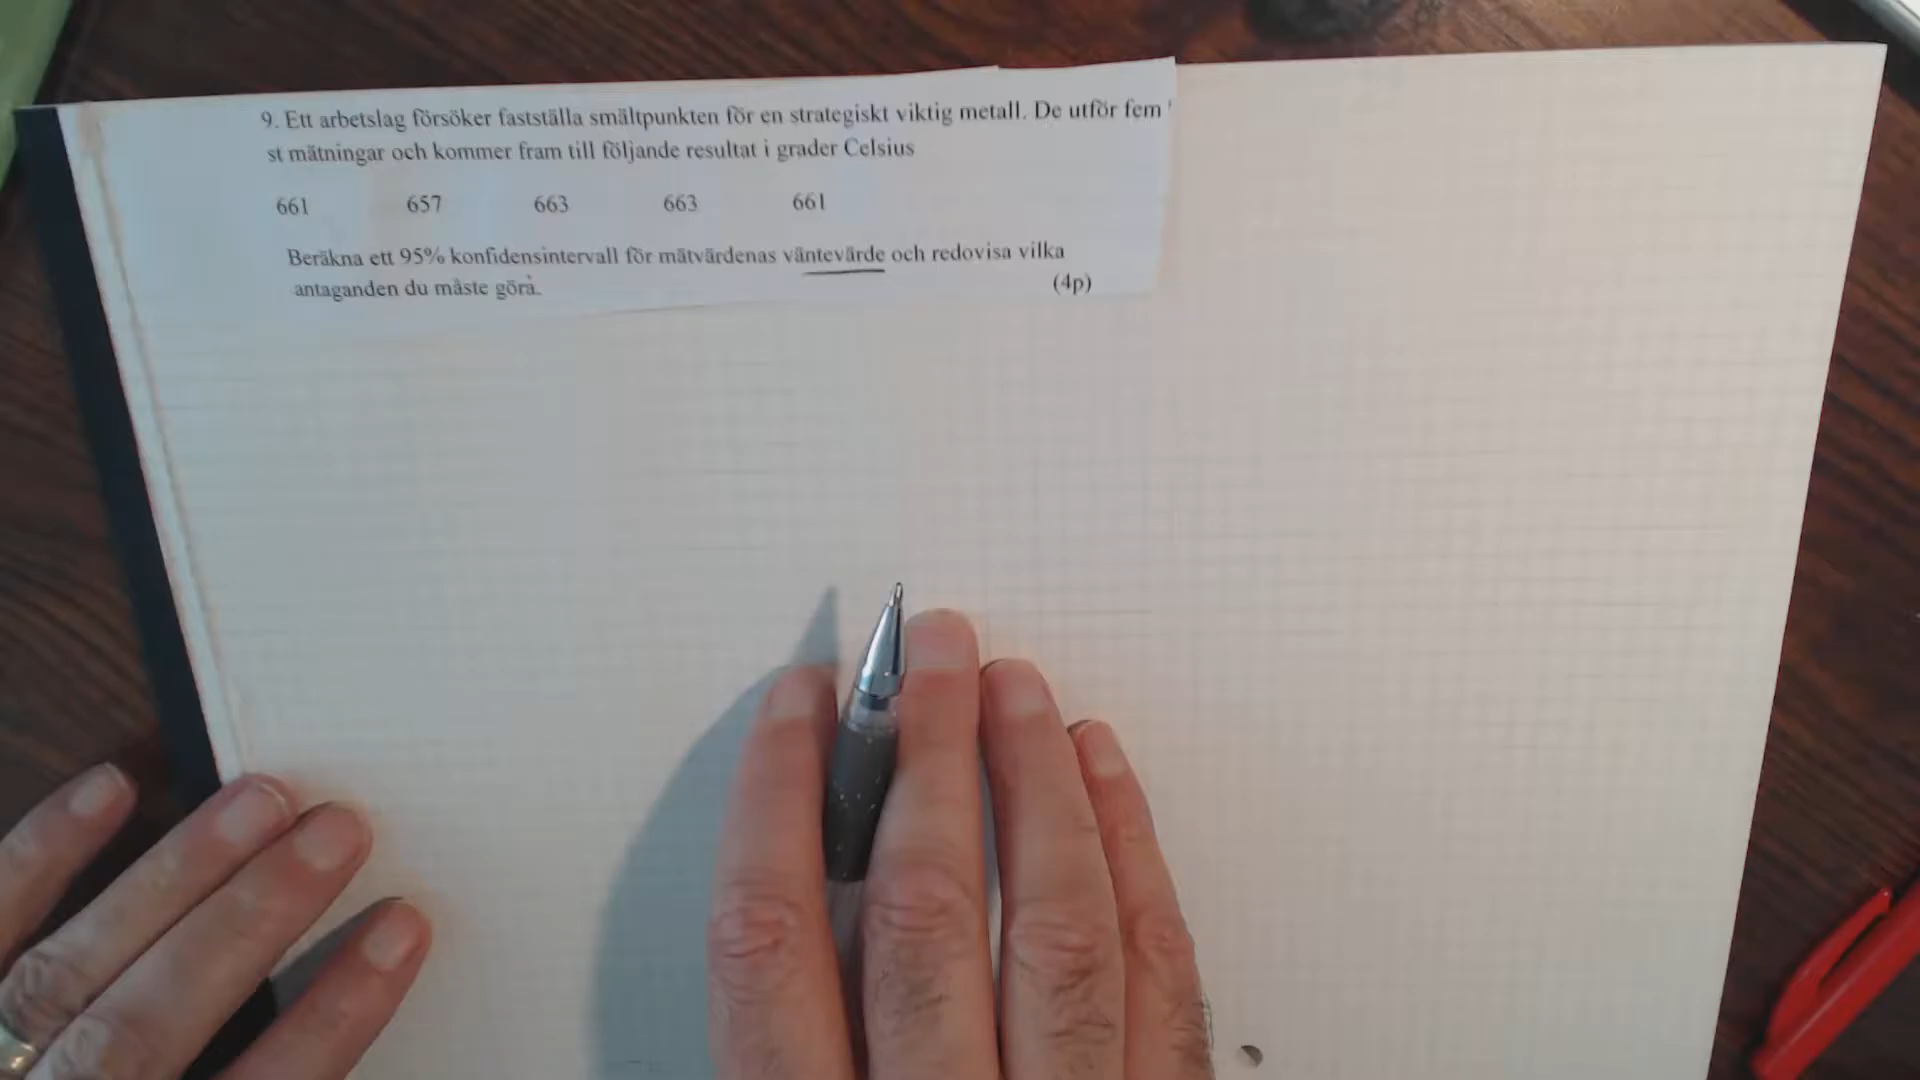 9. Ett arbetslag försöker fastställa smältpunkten för en strategiskt viktig metall. De utför fem
st mätningar och kommer fram till följande resultat i grader Celsius
661 657 663 663 661
Beräkna ett 95% konfidensintervall för mätvärdenas väntevärde och redovisa vilka
antaganden du måste göra. (4p)